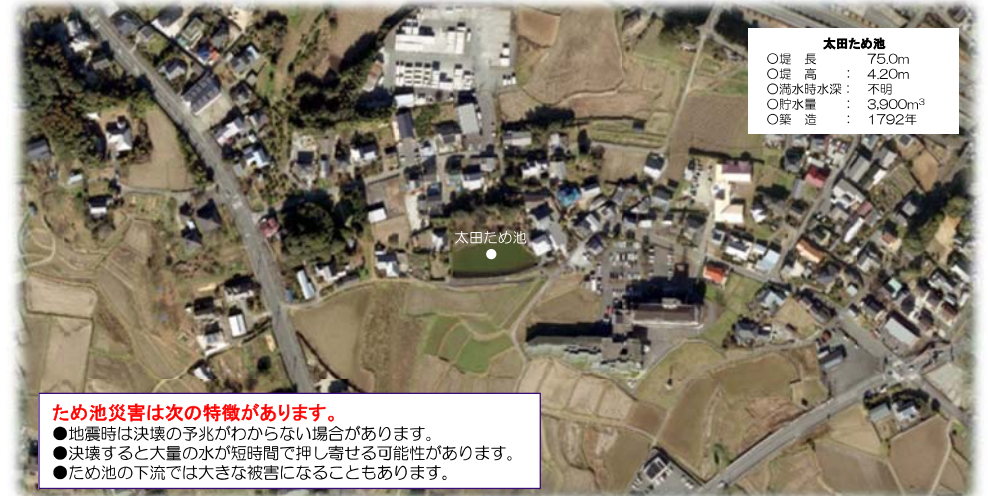 太田ため池
○堤　長　　75.0m
○堤　高　：　4.20m
○満水時水深：　不明
○貯水量　：　3,900m³
○築　造　：　1792年
太田ため池
ため池災害は次の特徴があります。
●地震時は決壊の予兆がわからない場合があります。
●決壊すると大量の水が短時間で押し寄せる可能性があります。
●ため池の下流では大きな被害になることもあります。